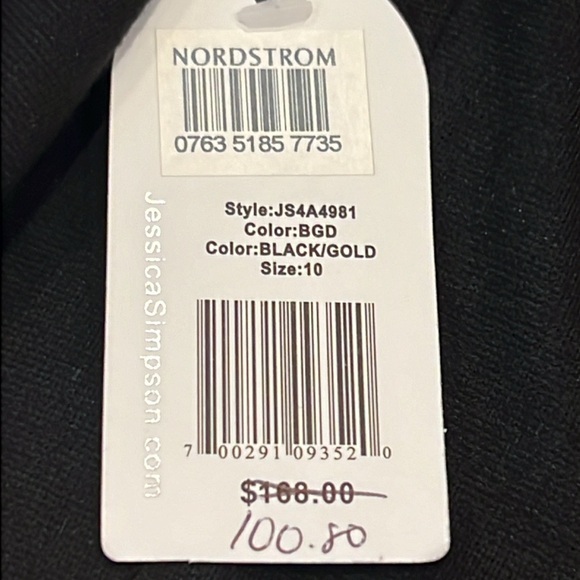 NORDSTROM
0763 5185 7735
JessicaSimpson.com
Style:JS4A4981
Color:BGD
Color:BLACK/GOLD
Size:10
7 00291 09352 0
$168.00
100.80